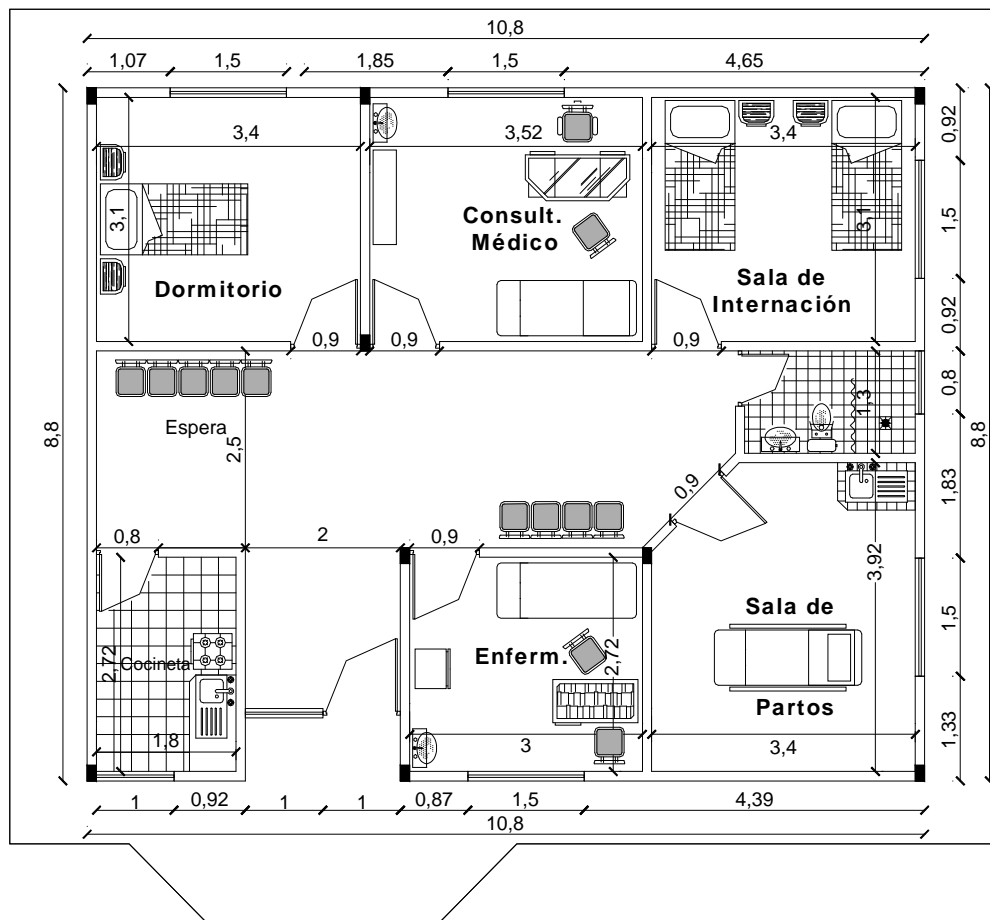 10,8
1,07 1,5 1,85 1,5 4,65
3,4 3,52 3,4
0,92
3,1
Consult.
Médico
3,1
1,5
Dormitorio
Sala de
Internación
0,92
0,9 0,9 0,9
0,8
Espera
1,3
8,8
2,5
8,8
0,9
1,83
0,8 2 0,9
3,92
Sala de
1,5
2,72
Cocineta
Enferm.
2,72
Partos
1,8 3 3,4
1,33
1 0,92 1 1 0,87 1,5 4,39
10,8